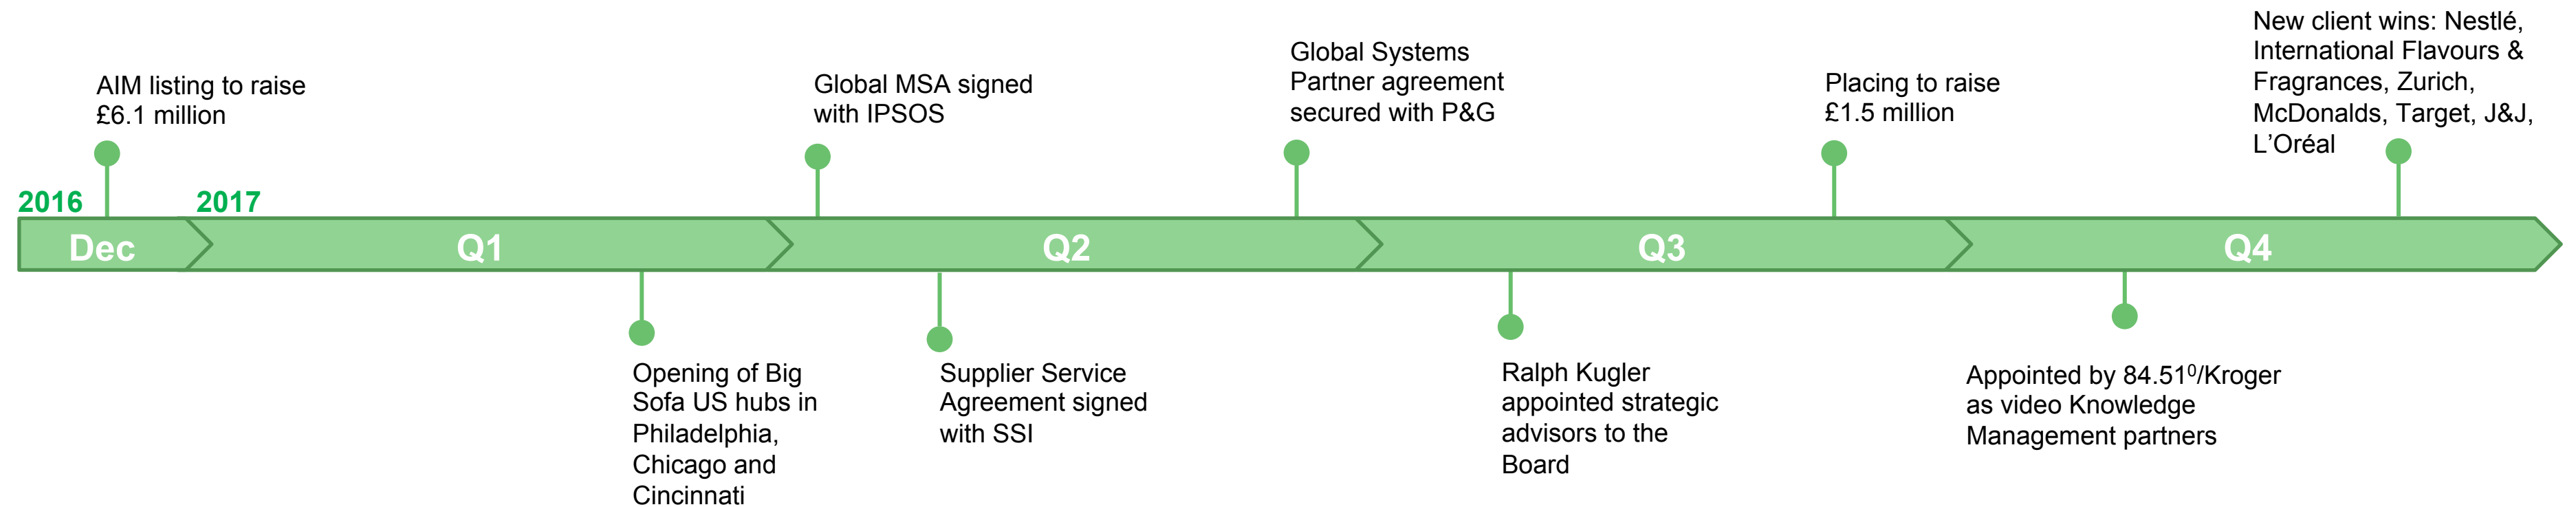 AIM listing to raise
£6.1 million
Global MSA signed
with IPSOS
Global Systems
Partner agreement
secured with P&G
Placing to raise
£1.5 million
New client wins: Nestlé,
International Flavours &
Fragrances, Zurich,
McDonalds, Target, J&J,
L’Oréal
2016
2017
Dec
Q1
Q2
Q3
Q4
Opening of Big
Sofa US hubs in
Philadelphia,
Chicago and
Cincinnati
Supplier Service
Agreement signed
with SSI
Ralph Kugler
appointed strategic
advisors to the
Board
Appointed by 84.51⁰/Kroger
as video Knowledge
Management partners